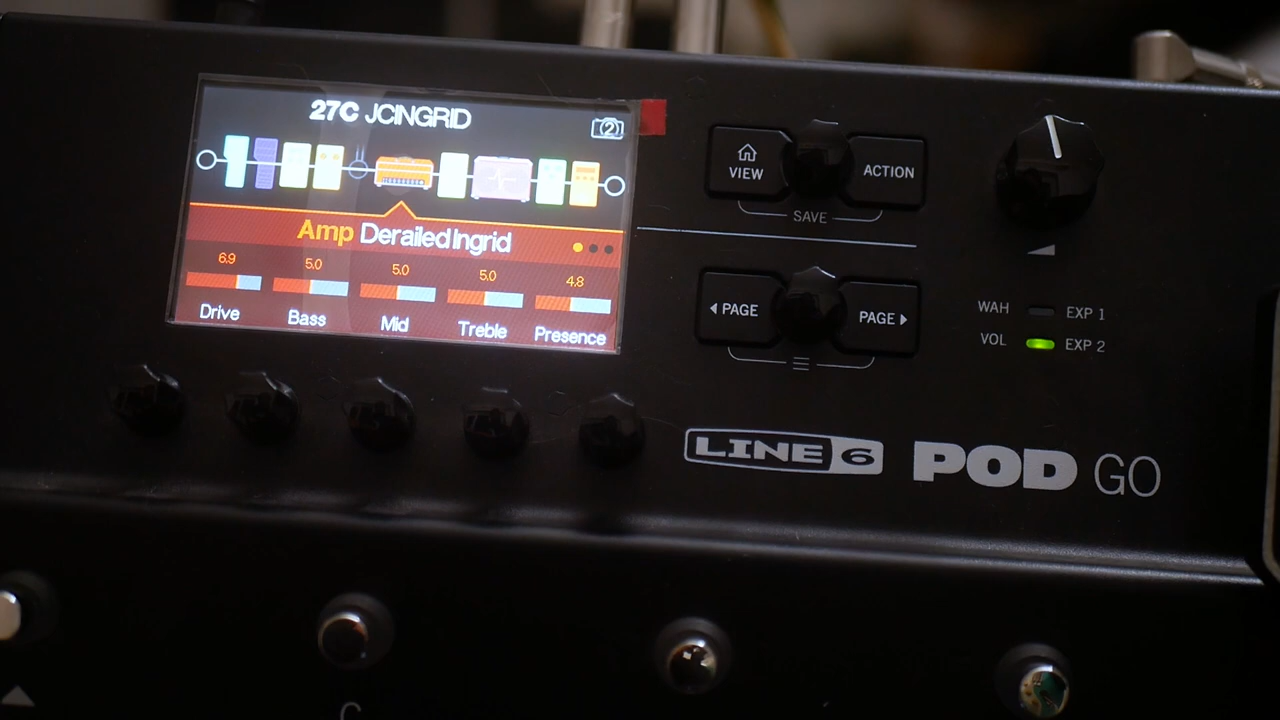 27C JCINGRID
2
Amp Derailed Ingrid
6.9 5.0 5.0 5.0 4.8
Drive Bass Mid Treble Presence
VIEW ACTION
SAVE
PAGE PAGE
WAH EXP 1
VOL EXP 2
LINE 6 POD GO
C